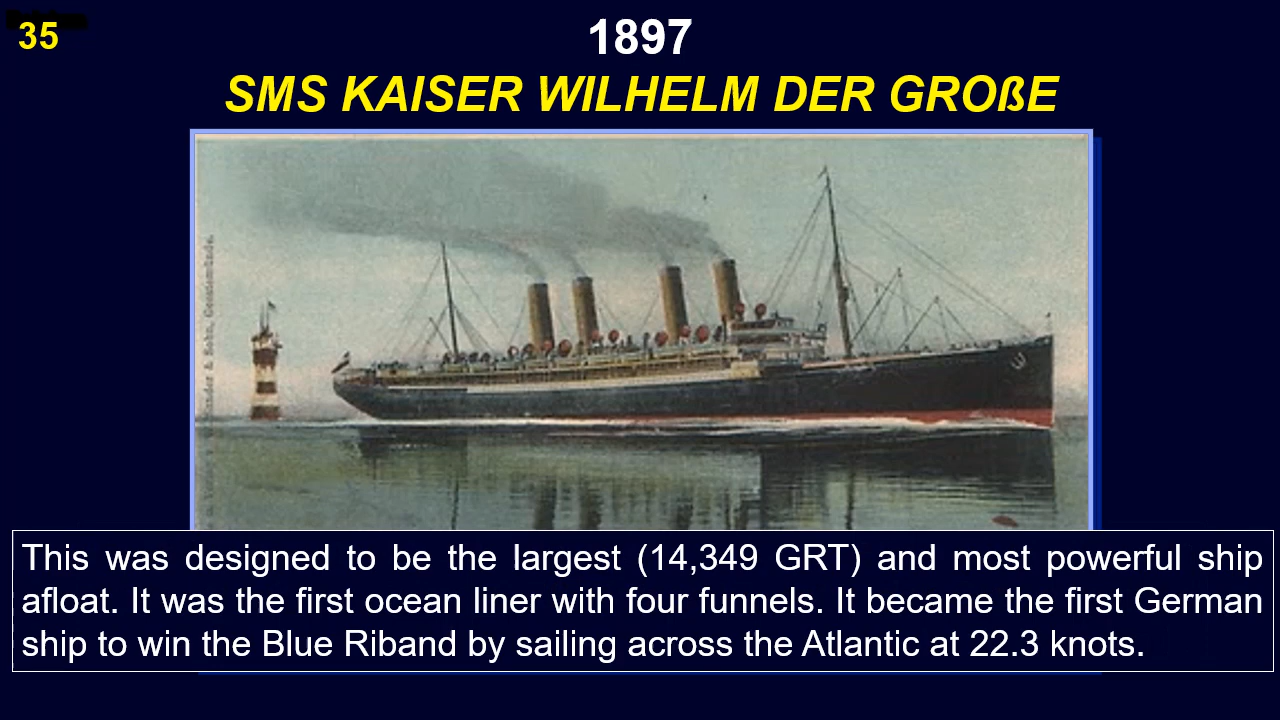 35
1897
SMS KAISER WILHELM DER GROßE
This was designed to be the largest (14,349 GRT) and most powerful ship
afloat. It was the first ocean liner with four funnels. It became the first German
ship to win the Blue Riband by sailing across the Atlantic at 22.3 knots.